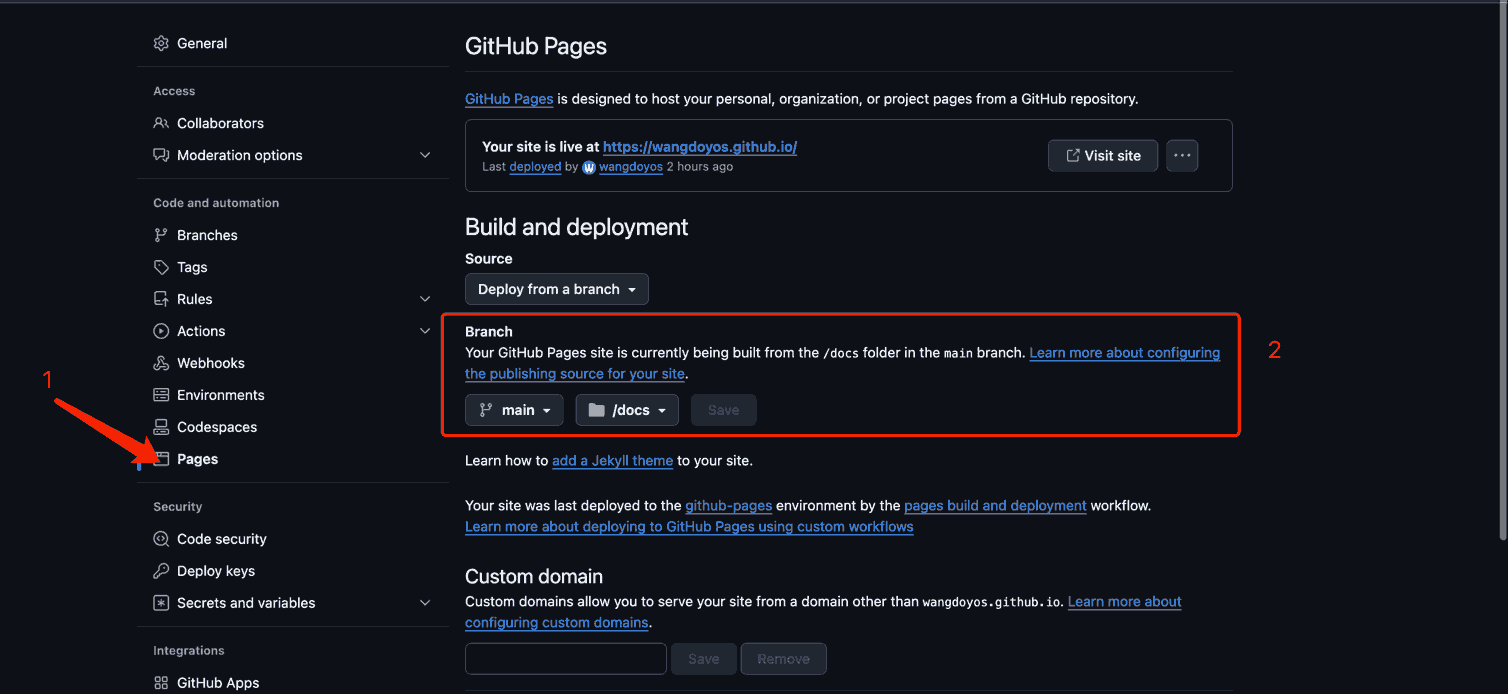 General
Access
Collaborators
Moderation options
Code and automation
Branches
Tags
Rules
Actions
Webhooks
Environments
Codespaces
1
Pages
Security
Code security
Deploy keys
Secrets and variables
Integrations
GitHub Apps
GitHub Pages
GitHub Pages is designed to host your personal, organization, or project pages from a GitHub repository.
Your site is live at https://wangdoyos.github.io/
Last deployed by W wangdoyos 2 hours ago
Visit site
Build and deployment
Source
Deploy from a branch
Branch
Your GitHub Pages site is currently being built from the /docs folder in the main branch. Learn more about configuring
the publishing source for your site.
2
main /docs Save
Learn how to add a Jekyll theme to your site.
Your site was last deployed to the github-pages environment by the pages build and deployment workflow.
Learn more about deploying to GitHub Pages using custom workflows
Custom domain
Custom domains allow you to serve your site from a domain other than wangdoyos.github.io. Learn more about
configuring custom domains.
Save Remove